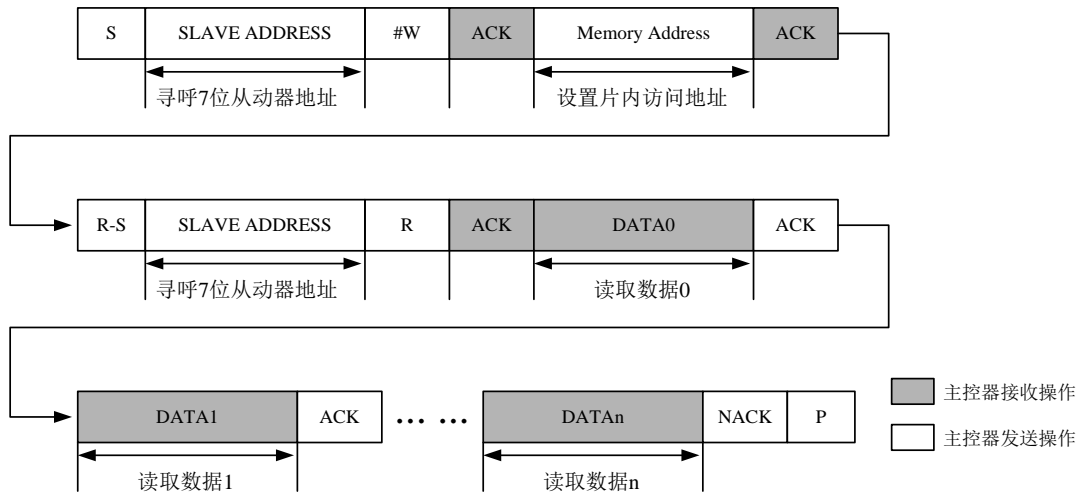 S SLAVE ADDRESS #W ACK Memory Address ACK
寻呼7位从动器地址 设置片内访问地址
R-S SLAVE ADDRESS R ACK DATA0 ACK
寻呼7位从动器地址 读取数据0
DATA1 ACK … … DATAn NACK P
读取数据1 读取数据n
主控器接收操作
主控器发送操作